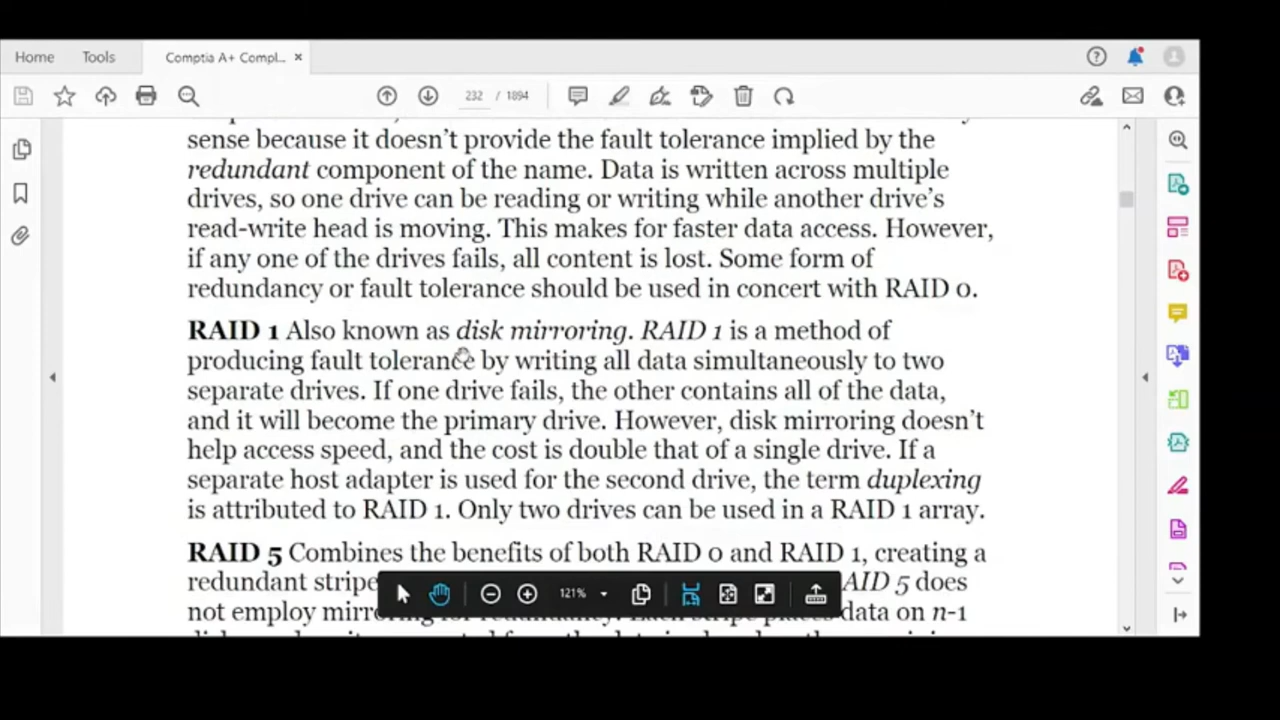 Home Tools Comptia A+ Compl...
232 / 1894
sense because it doesn't provide the fault tolerance implied by the
redundant component of the name. Data is written across multiple
drives, so one drive can be reading or writing while another drive's
read-write head is moving. This makes for faster data access. However,
if any one of the drives fails, all content is lost. Some form of
redundancy or fault tolerance should be used in concert with RAID 0.
RAID 1 Also known as disk mirroring. RAID 1 is a method of
producing fault tolerance by writing all data simultaneously to two
separate drives. If one drive fails, the other contains all of the data,
and it will become the primary drive. However, disk mirroring doesn't
help access speed, and the cost is double that of a single drive. If a
separate host adapter is used for the second drive, the term duplexing
is attributed to RAID 1. Only two drives can be used in a RAID 1 array.
RAID 5 Combines the benefits of both RAID 0 and RAID 1, creating a
redundant stripe AID 5 does
not employ data on n-1
121%